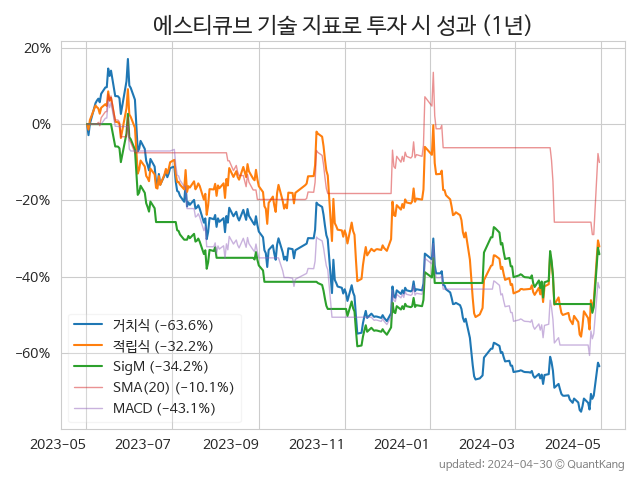 에스티큐브 기술 지표로 투자 시 성과 (1년)
20%
0%
−20%
−40%
−60%
거치식 (−63.6%)
적립식 (−32.2%)
SigM (−34.2%)
SMA(20) (−10.1%)
MACD (−43.1%)
2023-05 2023-07 2023-09 2023-11 2024-01 2024-03 2024-05
updated: 2024-04-30 © QuantKang